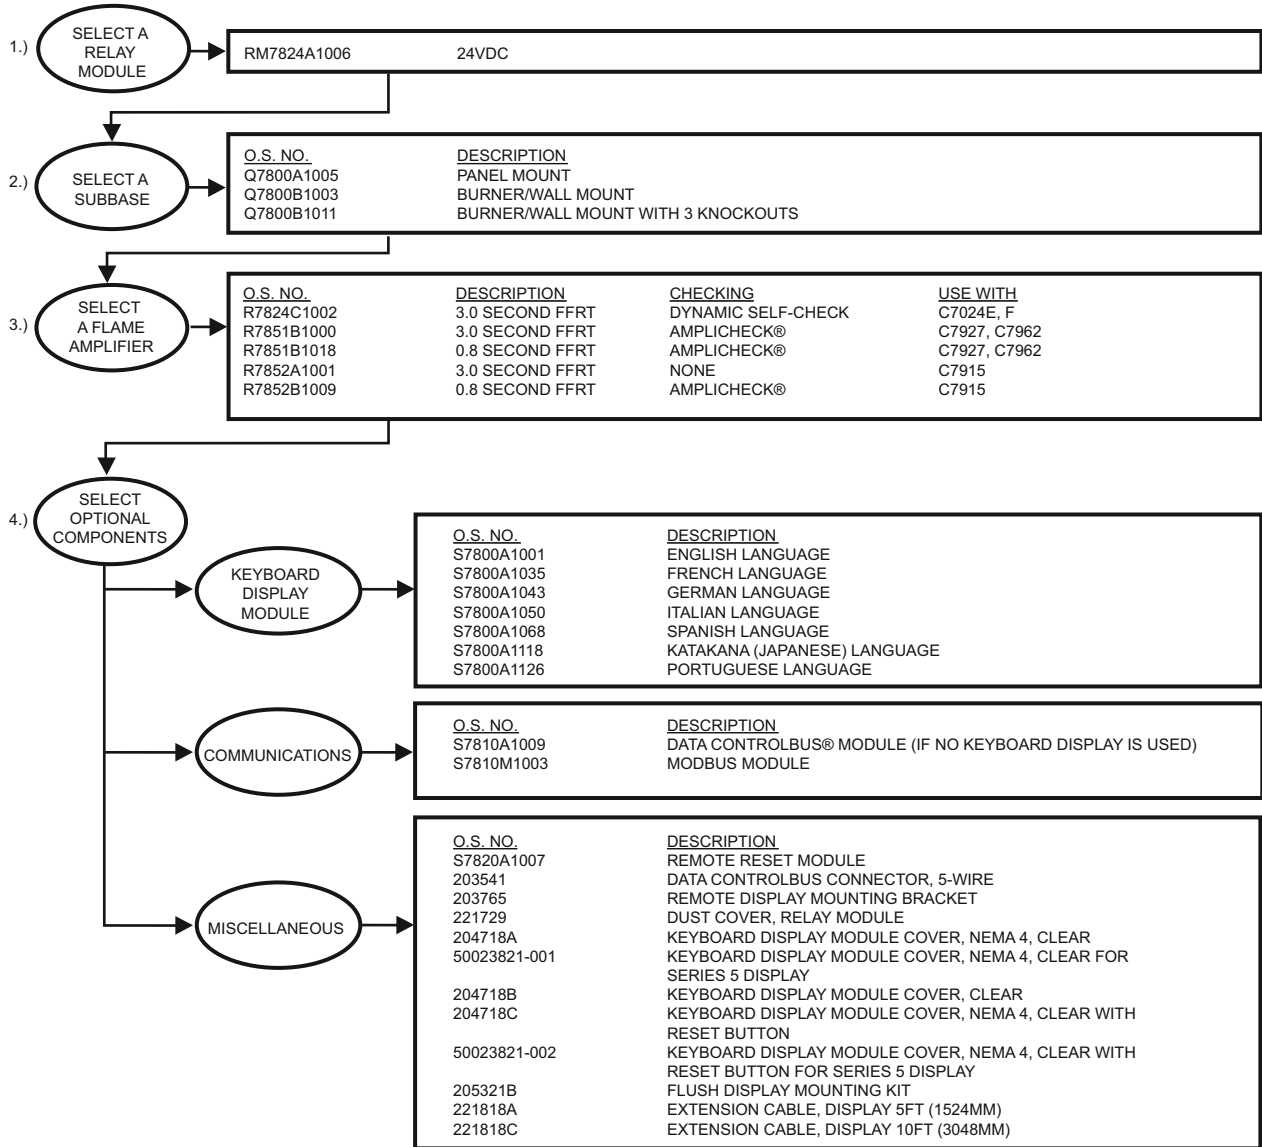 1.) SELECT A
RELAY
MODULE
RM7824A1006 24VDC
2.) SELECT A
SUBBASE
O.S. NO. DESCRIPTION
Q7800A1005 PANEL MOUNT
Q7800B1003 BURNER/WALL MOUNT
Q7800B1011 BURNER/WALL MOUNT WITH 3 KNOCKOUTS
3.) SELECT
A FLAME
AMPLIFIER
O.S. NO. DESCRIPTION CHECKING USE WITH
R7824C1002 3.0 SECOND FFRT DYNAMIC SELF-CHECK C7024E, F
R7851B1000 3.0 SECOND FFRT AMPLICHECK® C7927, C7962
R7851B1018 0.8 SECOND FFRT AMPLICHECK® C7927, C7962
R7852A1001 3.0 SECOND FFRT NONE C7915
R7852B1009 0.8 SECOND FFRT AMPLICHECK® C7915
4.) SELECT
OPTIONAL
COMPONENTS
KEYBOARD
DISPLAY
MODULE
O.S. NO. DESCRIPTION
S7800A1001 ENGLISH LANGUAGE
S7800A1035 FRENCH LANGUAGE
S7800A1043 GERMAN LANGUAGE
S7800A1050 ITALIAN LANGUAGE
S7800A1068 SPANISH LANGUAGE
S7800A1118 KATAKANA (JAPANESE) LANGUAGE
S7800A1126 PORTUGUESE LANGUAGE
COMMUNICATIONS
O.S. NO. DESCRIPTION
S7810A1009 DATA CONTROLBUS® MODULE (IF NO KEYBOARD DISPLAY IS USED)
S7810M1003 MODBUS MODULE
MISCELLANEOUS
O.S. NO. DESCRIPTION
S7820A1007 REMOTE RESET MODULE
203541 DATA CONTROLBUS CONNECTOR, 5-WIRE
203765 REMOTE DISPLAY MOUNTING BRACKET
221729 DUST COVER, RELAY MODULE
204718A KEYBOARD DISPLAY MODULE COVER, NEMA 4, CLEAR
50023821-001 KEYBOARD DISPLAY MODULE COVER, NEMA 4, CLEAR FOR
SERIES 5 DISPLAY
204718B KEYBOARD DISPLAY MODULE COVER, CLEAR
204718C KEYBOARD DISPLAY MODULE COVER, NEMA 4, CLEAR WITH
RESET BUTTON
50023821-002 KEYBOARD DISPLAY MODULE COVER, NEMA 4, CLEAR WITH
RESET BUTTON FOR SERIES 5 DISPLAY
205321B FLUSH DISPLAY MOUNTING KIT
221818A EXTENSION CABLE, DISPLAY 5FT (1524MM)
221818C EXTENSION CABLE, DISPLAY 10FT (3048MM)